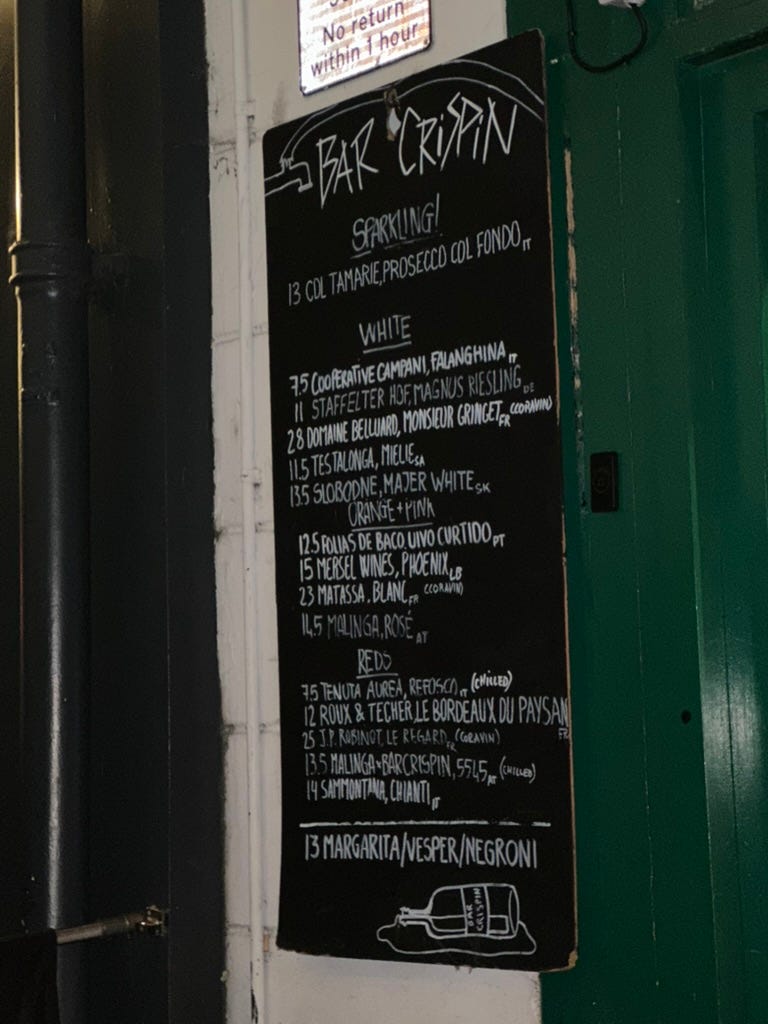 No return
within 1 hour
BAR CRISPIN
SPARKLING!
13 COL TAMARIE, PROSECCO COL FONDO IT
WHITE
7.5 COOPERATIVE CAMPANI, FALANGHINA IT
11 STAFFELTER HOF, MAGNUS RIESLING DE
28 DOMAINE BELLUARD, MONSIEUR GRINGET FR (CORAVIN)
11.5 TESTALONGA, MIELIE SA
13.5 SLOBODNE, MAJER WHITE SK
ORANGE + PINK
12.5 FOLIAS DE BACO, UIVO CURTIDO PT
15 MERSEL WINES, PHOENIX LB
23 MATASSA, BLANC FR (CORAVIN)
14.5 MALINGA, ROSÉ AT
REDS
7.5 TENUTA AUREA, REFOSCO IT (CHILLED)
12 ROUX & TECHER, LE BORDEAUX DU PAYSAN FR
25 J.P. ROBINOT, LE REGARD FR (CORAVIN)
13.5 MALINGA + BARCRISPIN, 5545 AT (CHILLED)
14 SAMMONTANA, CHIANTI IT
13 MARGARITA/VESPER/NEGRONI
BAR
CRISPIN